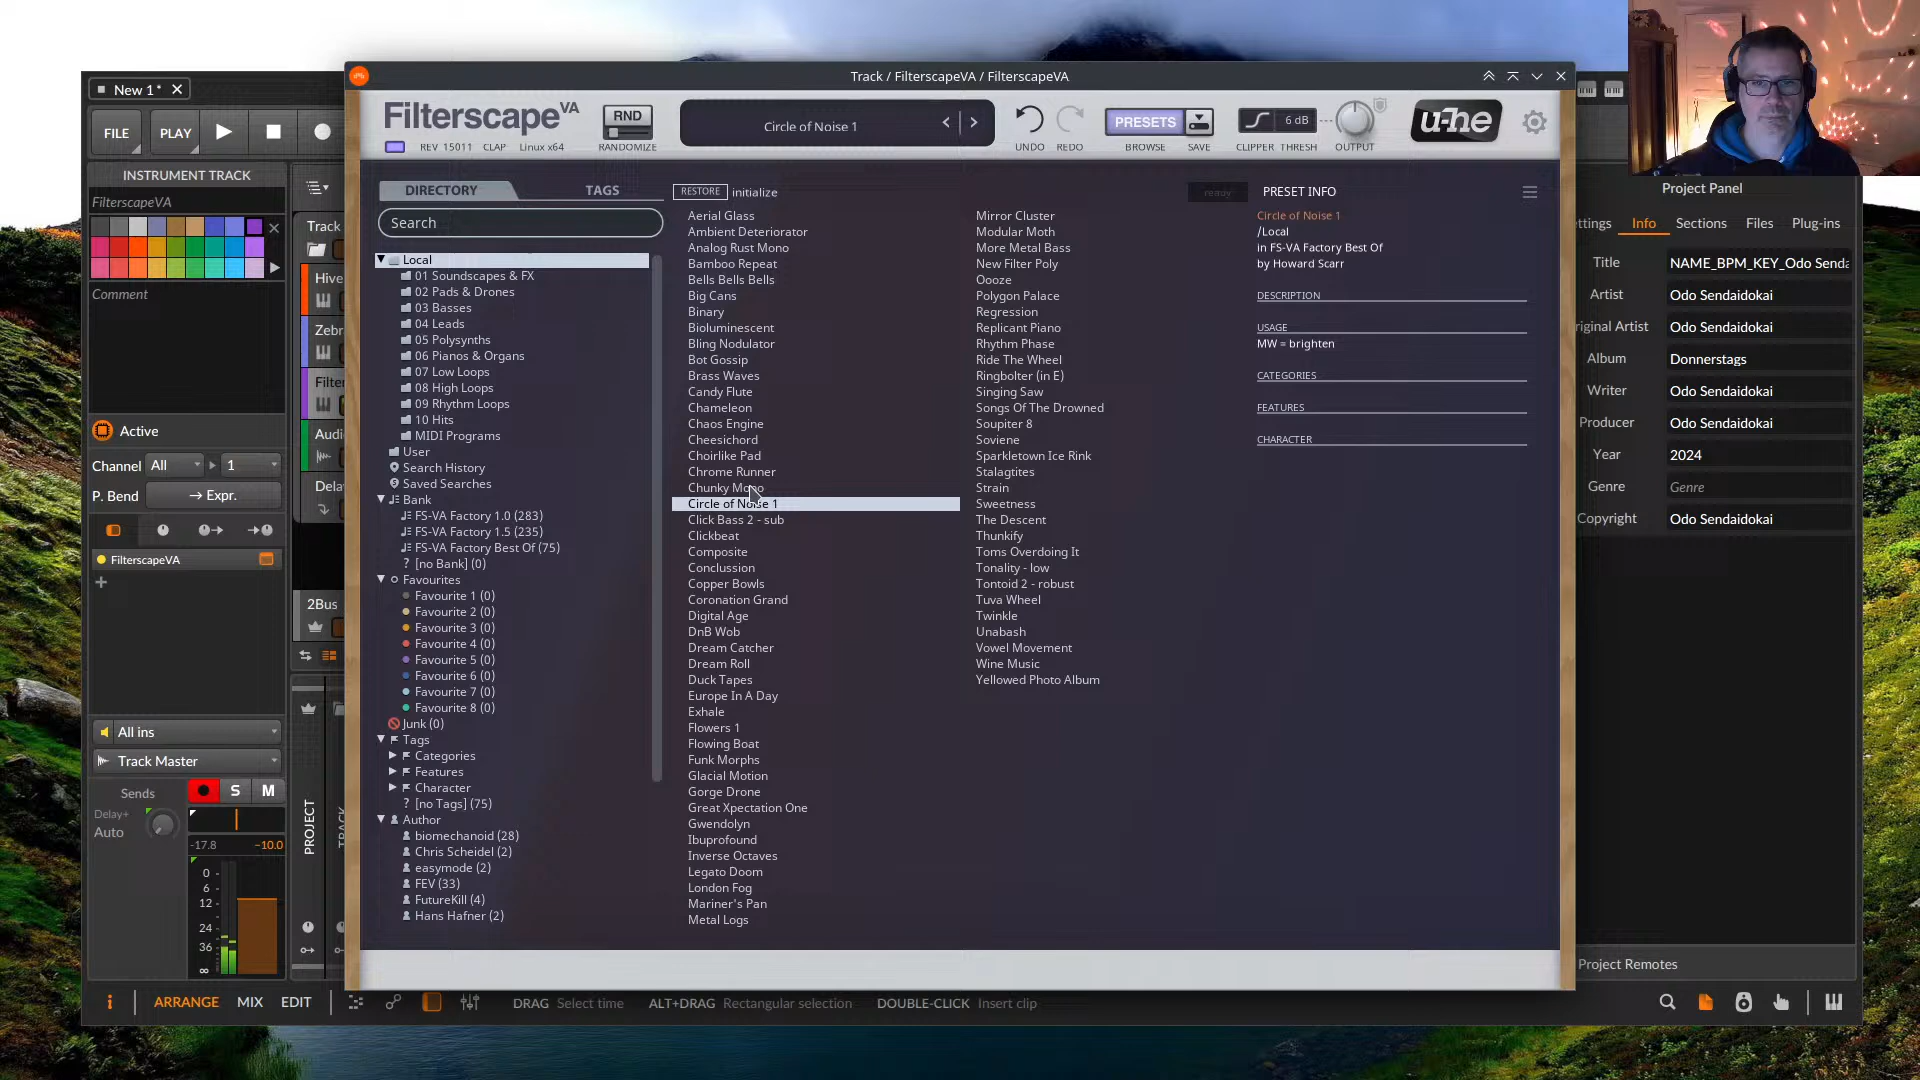 New 1*
FILE
PLAY
INSTRUMENT TRACK
FilterscapeVA
Comment
Active
Channel
All
1
P. Bend
→ Expr.
FilterscapeVA
All ins
Track Master
Sends
Delay+
Auto
S
M
-17.8
-10.0
0
6
12
24
36
∞
Track
Hive
Zebr
Filter
Audi
Delay
2Bus
PROJECT
Track / FilterscapeVA / FilterscapeVA
FilterscapeVA
REV 15011 CLAP Linux x64
RND
RANDOMIZE
Circle of Noise 1
UNDO
REDO
PRESETS
BROWSE
SAVE
6 dB
CLIPPER THRESH
OUTPUT
u-he
DIRECTORY
TAGS
Search
Local
01 Soundscapes & FX
02 Pads & Drones
03 Basses
04 Leads
05 Polysynths
06 Pianos & Organs
07 Low Loops
08 High Loops
09 Rhythm Loops
10 Hits
MIDI Programs
User
Search History
Saved Searches
Bank
FS-VA Factory 1.0 (283)
FS-VA Factory 1.5 (235)
FS-VA Factory Best Of (75)
? [no Bank] (0)
Favourites
Favourite 1 (0)
Favourite 2 (0)
Favourite 3 (0)
Favourite 4 (0)
Favourite 5 (0)
Favourite 6 (0)
Favourite 7 (0)
Favourite 8 (0)
Junk (0)
Tags
Categories
Features
Character
? [no Tags] (75)
Author
biomechanoid (28)
Chris Scheidel (2)
easymode (2)
FEV (33)
FutureKill (4)
Hans Hafner (2)
RESTORE initialize
Aerial Glass
Ambient Deteriorator
Analog Rust Mono
Bamboo Repeat
Bells Bells Bells
Big Cans
Binary
Bioluminescent
Bling Nodulator
Bot Gossip
Brass Waves
Candy Flute
Chameleon
Chaos Engine
Cheesichord
Choirlike Pad
Chrome Runner
Chunky Mono
Circle of Noise 1
Click Bass 2 - sub
Clickbeat
Composite
Conclussion
Copper Bowls
Coronation Grand
Digital Age
DnB Wob
Dream Catcher
Dream Roll
Duck Tapes
Europe In A Day
Exhale
Flowers 1
Flowing Boat
Funk Morphs
Glacial Motion
Gorge Drone
Great Xpectation One
Gwendolyn
Ibuprofound
Inverse Octaves
Legato Doom
London Fog
Mariner's Pan
Metal Logs
Mirror Cluster
Modular Moth
More Metal Bass
New Filter Poly
Oooze
Polygon Palace
Regression
Replicant Piano
Rhythm Phase
Ride The Wheel
Ringbolter (in E)
Singing Saw
Songs Of The Drowned
Soupiter 8
Soviene
Sparkletown Ice Rink
Stalagtites
Strain
Sweetness
The Descent
Thunkify
Toms Overdoing It
Tonality - low
Tontoid 2 - robust
Tuva Wheel
Twinkle
Unabash
Vowel Movement
Wine Music
Yellowed Photo Album
ready
PRESET INFO
Circle of Noise 1
/Local
in FS-VA Factory Best Of
by Howard Scarr
DESCRIPTION
USAGE
MW = brighten
CATEGORIES
FEATURES
CHARACTER
Project Panel
ttings
Info
Sections
Files
Plug-ins
Title
NAME_BPM_KEY_Odo Senda
Artist
Odo Sendaidokai
riginal Artist
Odo Sendaidokai
Album
Donnerstags
Writer
Odo Sendaidokai
Producer
Odo Sendaidokai
Year
2024
Genre
Genre
Copyright
Odo Sendaidokai
Project Remotes
i
ARRANGE
MIX
EDIT
DRAG Select time
ALT+DRAG Rectangular selection
DOUBLE-CLICK Insert clip